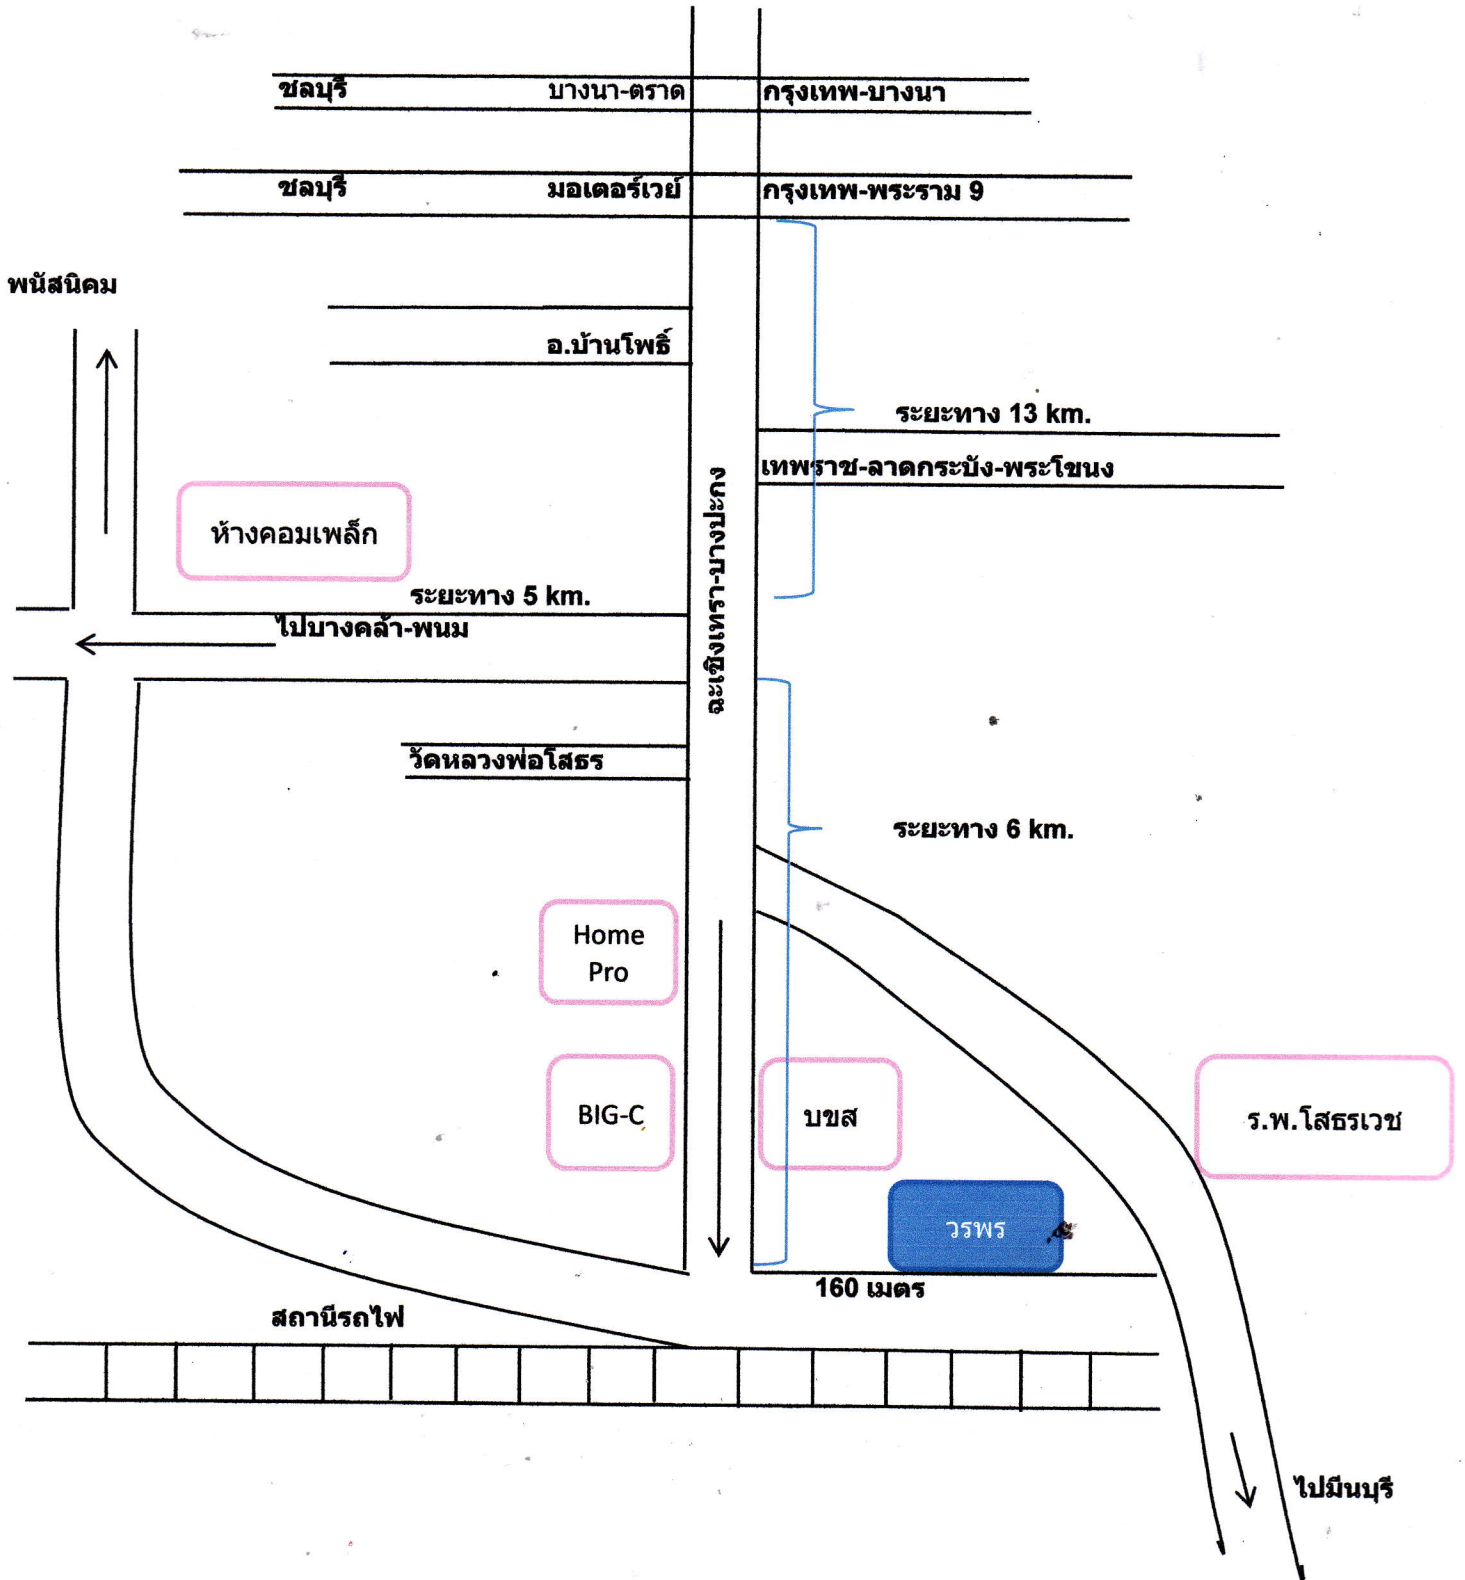 ชลบุรี บางนา-ตราด กรุงเทพ-บางนา
ชลบุรี มอเตอร์เวย์ กรุงเทพ-พระราม 9
พนัสนิคม
อ.บ้านโพธิ์
ระยะทาง 13 km.
เทพราช-ลาดกระบัง-พระโขนง
ฉะเชิงเทรา-บางปะกง
ห้างคอมเพล็ก
ระยะทาง 5 km.
ไปบางคล้า-พนม
วัดหลวงพ่อโสธร
ระยะทาง 6 km.
Home
Pro
BIG-C
บขส
ร.พ.โสธรเวช
วรพร
160 เมตร
สถานีรถไฟ
ไปมีนบุรี